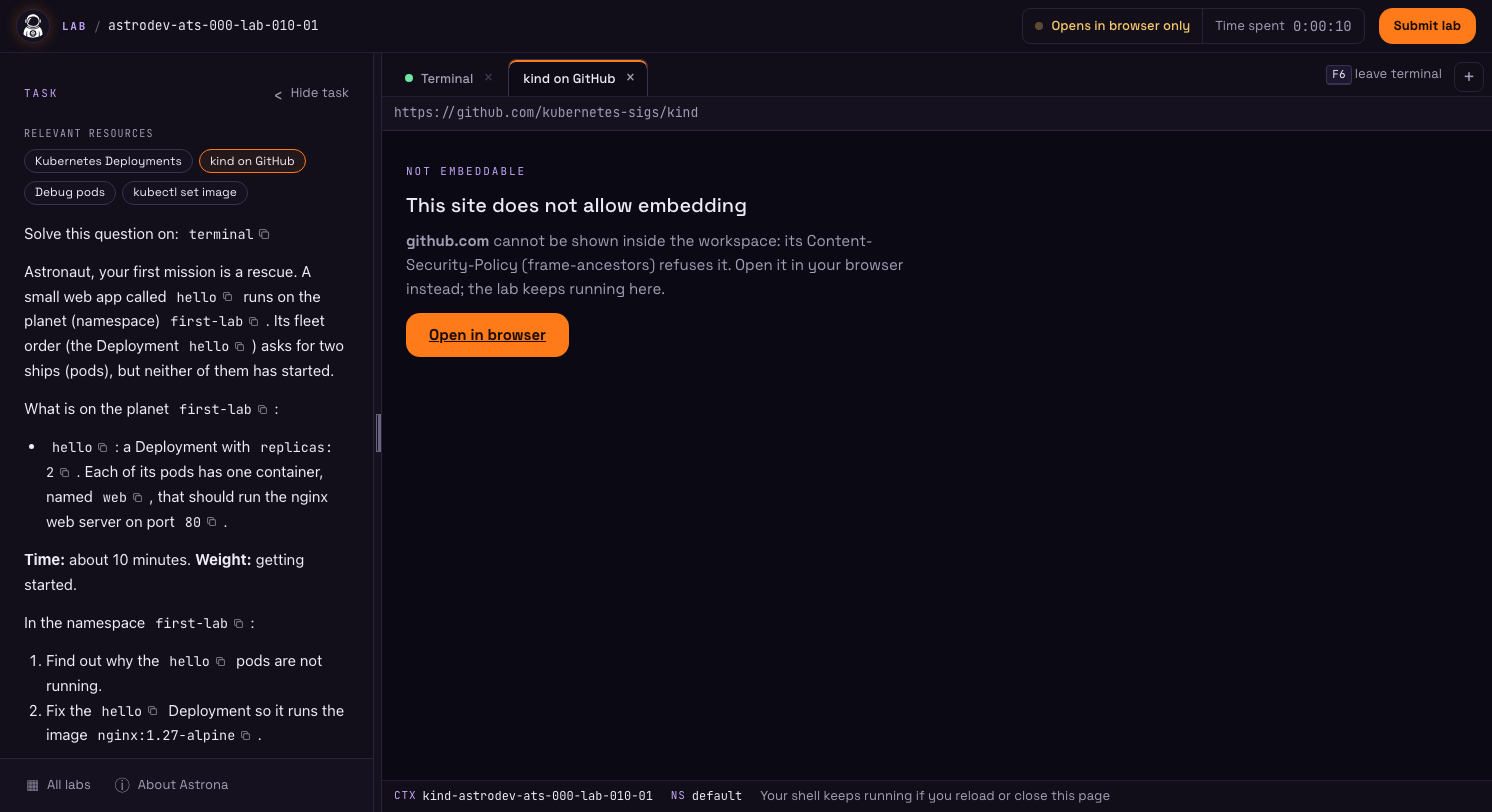 LAB / astrodev-ats-000-lab-010-01
Opens in browser only
Time spent 0:00:10
Submit lab
TASK
< Hide task
RELEVANT RESOURCES
Kubernetes Deployments
kind on GitHub
Debug pods
kubectl set image
Solve this question on: terminal
Astronaut, your first mission is a rescue. A
small web app called hello runs on the
planet (namespace) first-lab . Its fleet
order (the Deployment hello ) asks for two
ships (pods), but neither of them has started.
What is on the planet first-lab :
• hello : a Deployment with replicas:
2 . Each of its pods has one container,
named web , that should run the nginx
web server on port 80 .
Time: about 10 minutes. Weight: getting
started.
In the namespace first-lab :
1. Find out why the hello pods are not
running.
2. Fix the hello Deployment so it runs the
image nginx:1.27-alpine .
All labs
About Astrona
Terminal ×
kind on GitHub ×
F6 leave terminal
+
https://github.com/kubernetes-sigs/kind
NOT EMBEDDABLE
This site does not allow embedding
github.com cannot be shown inside the workspace: its Content-
Security-Policy (frame-ancestors) refuses it. Open it in your browser
instead; the lab keeps running here.
Open in browser
CTX kind-astrodev-ats-000-lab-010-01 NS default Your shell keeps running if you reload or close this page